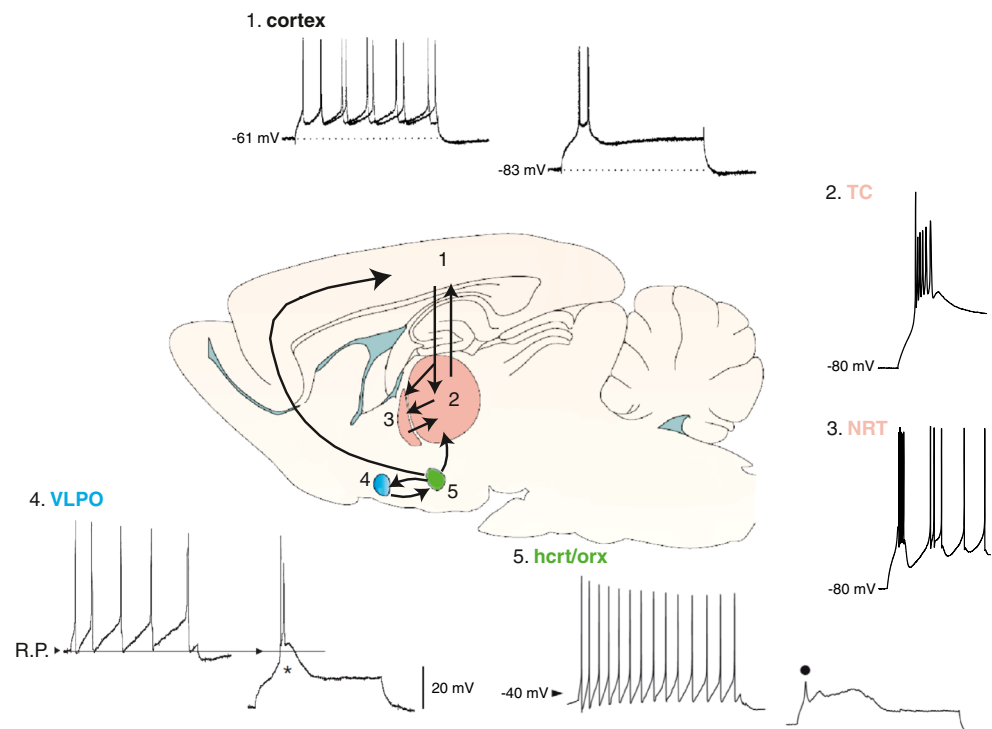 1. cortex
-61 mV
-83 mV
2. TC
-80 mV
1
2
3
3. NRT
4
5
4. VLPO
-80 mV
5. hcrt/orx
R.P.
*
20 mV
-40 mV